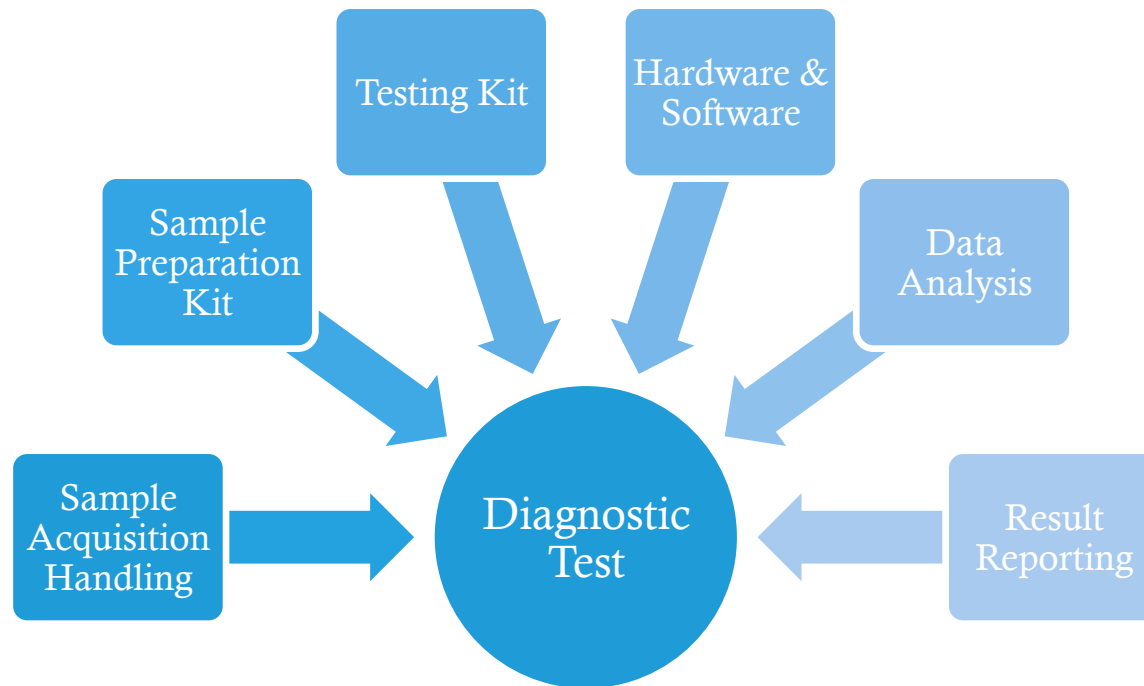 Testing Kit
Hardware &
Software
Sample
Preparation
Kit
Data
Analysis
Sample
Acquisition
Handling
Diagnostic
Test
Result
Reporting